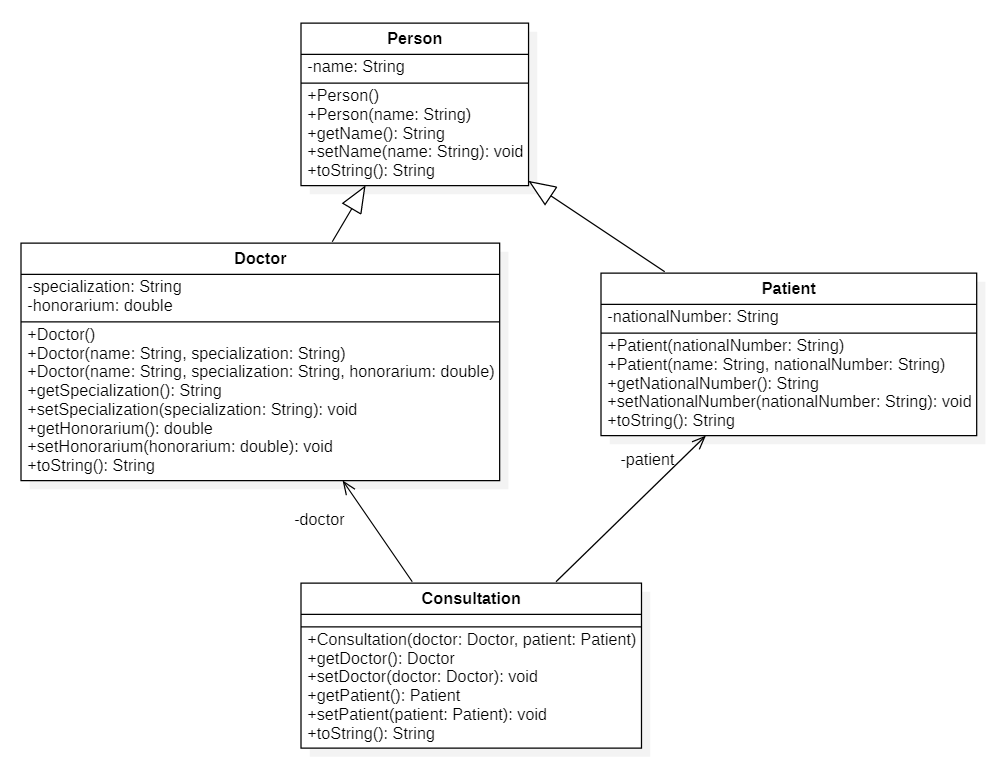 Person
-name: String
+Person()
+Person(name: String)
+getName(): String
+setName(name: String): void
+toString(): String
Doctor
-specialization: String
-honorarium: double
+Doctor()
+Doctor(name: String, specialization: String)
+Doctor(name: String, specialization: String, honorarium: double)
+getSpecialization(): String
+setSpecialization(specialization: String): void
+getHonorarium(): double
+setHonorarium(honorarium: double): void
+toString(): String
Patient
-nationalNumber: String
+Patient(nationalNumber: String)
+Patient(name: String, nationalNumber: String)
+getNationalNumber(): String
+setNationalNumber(nationalNumber: String): void
+toString(): String
-patient
-doctor
Consultation
+Consultation(doctor: Doctor, patient: Patient)
+getDoctor(): Doctor
+setDoctor(doctor: Doctor): void
+getPatient(): Patient
+setPatient(patient: Patient): void
+toString(): String